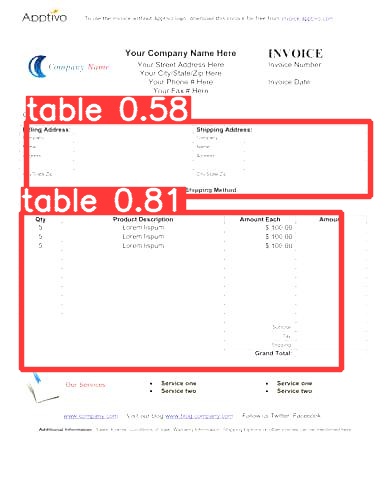 Apptivo
To use this invoice without Apptivo logo, download this invoice for free from invoice.apptivo.com
Company Name
Your Company Name Here
Your Street Address Here
Your City/State/Zip Here
Your Phone # Here
Your Fax # Here
INVOICE
Invoice Number
Invoice Date
table 0.58
Billing Address:
Shipping Address:
Company
Company
Name
Name
Address
Address
City State Zip
City State Zip
Shipping Method
table 0.81
Qty Product Description Amount Each Amoun
5 Lorem Ispum $ 100.00
5 Lorem Ispum $ 100.00
5 Lorem Ispum $ 100.00
Subtotal
Tax
Shipping
Grand Total:
Our Services
• Service one • Service one
• Service two • Service two
www.company.com Visit our blog www.blog.company.com Follow us Twitter Facebook
Additional Information: